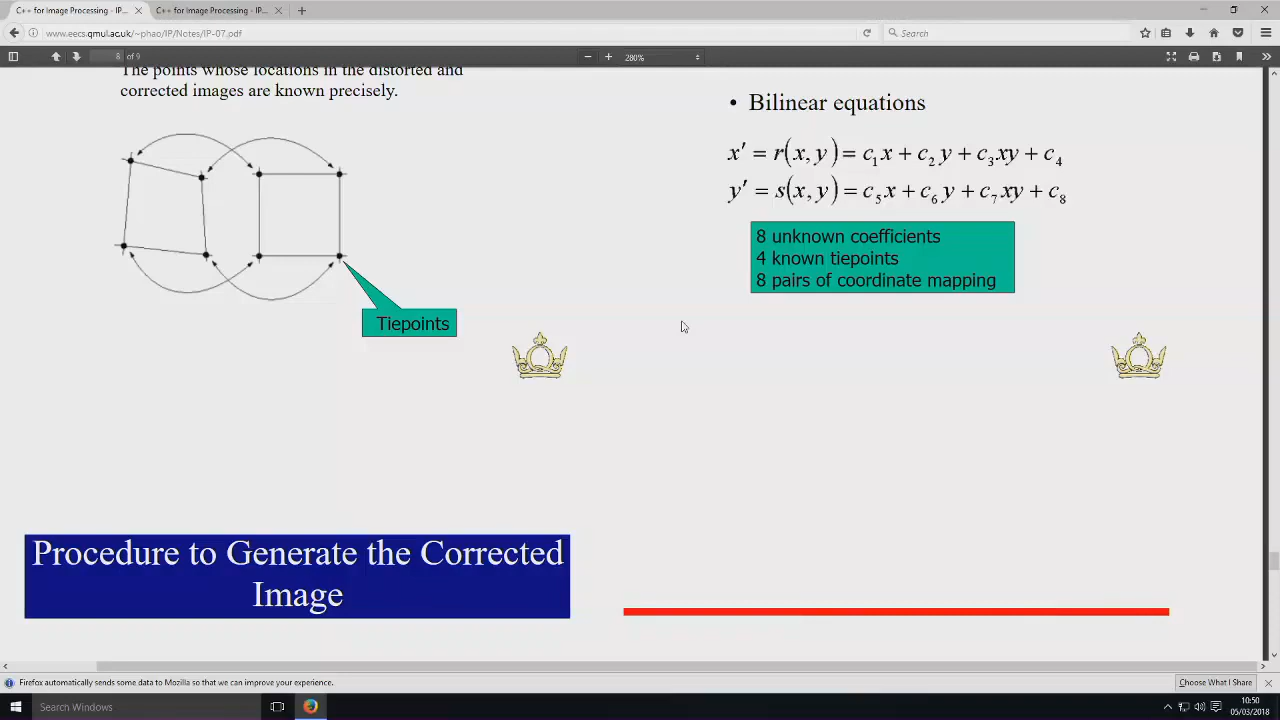 C++ for Image Processing - IP...
C++ for Image Processing - IP...
www.eecs.qmul.ac.uk/~phao/IP/Notes/IP-07.pdf
Search
8 of 9
280%
The points whose locations in the distorted and
corrected images are known precisely.
Tiepoints
• Bilinear equations
x′ = r(x, y) = c₁x + c₂y + c₃xy + c₄
y′ = s(x, y) = c₅x + c₆y + c₇xy + c₈
8 unknown coefficients
4 known tiepoints
8 pairs of coordinate mapping
Procedure to Generate the Corrected
Image
Firefox automatically sends some data to Mozilla so that we can improve your experience.
Choose What I Share
Search Windows
10:50
05/03/2018